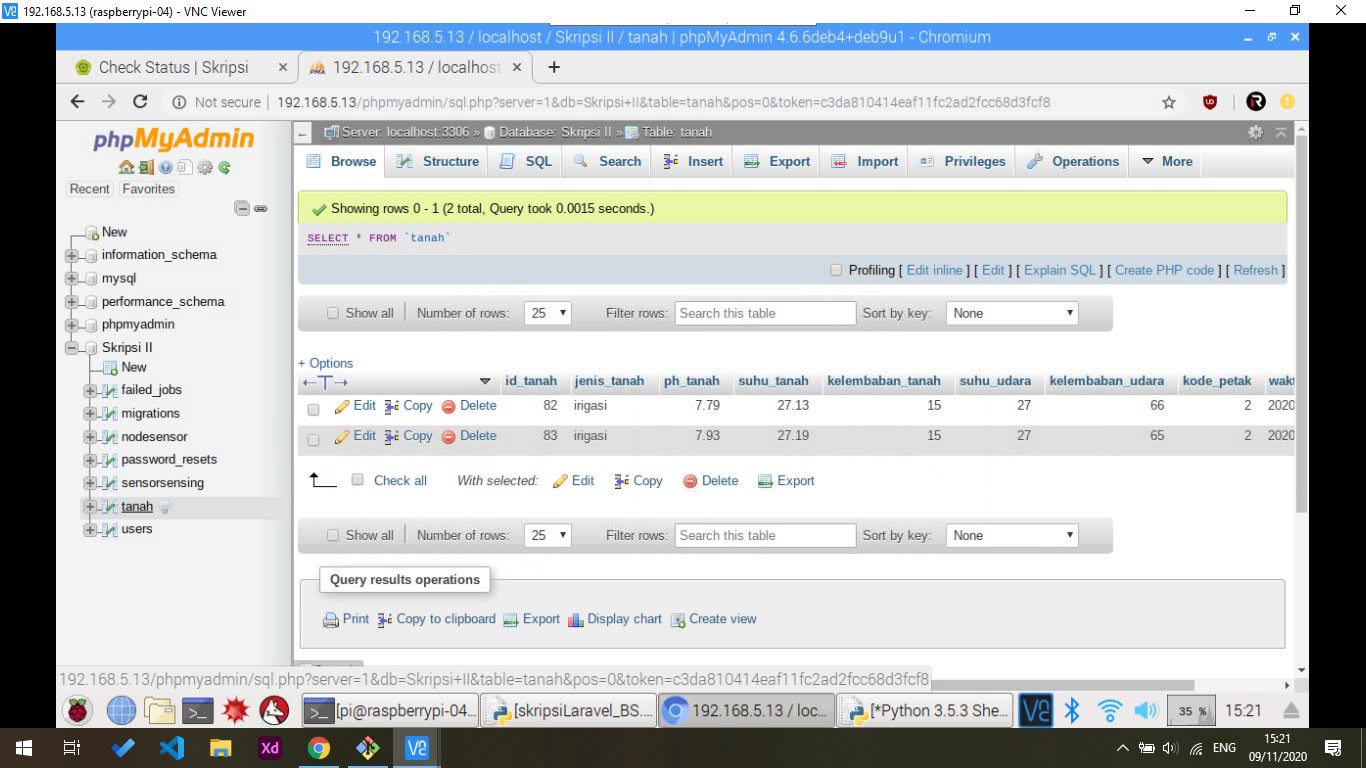 192.168.5.13 (raspberrypi-04) - VNC Viewer
192.168.5.13 / localhost / Skripsi II / tanah | phpMyAdmin 4.6.6deb4+deb9u1 - Chromium
Check Status | Skripsi
192.168.5.13 / localhost
Not secure | 192.168.5.13/phpmyadmin/sql.php?server=1&db=Skripsi+II&table=tanah&pos=0&token=c3da810414eaf11fc2ad2fcc68d3fcf8
phpMyAdmin
Recent Favorites
New
information_schema
mysql
performance_schema
phpmyadmin
Skripsi II
New
failed_jobs
migrations
nodesensor
password_resets
sensorsensing
tanah
users
Server: localhost:3306 » Database: Skripsi II » Table: tanah
Browse Structure SQL Search Insert Export Import Privileges Operations More
Showing rows 0 - 1 (2 total, Query took 0.0015 seconds.)
SELECT * FROM `tanah`
Profiling [ Edit inline ] [ Edit ] [ Explain SQL ] [ Create PHP code ] [ Refresh ]
Show all | Number of rows: 25 Filter rows: Search this table Sort by key: None
+ Options
id_tanah jenis_tanah ph_tanah suhu_tanah kelembaban_tanah suhu_udara kelembaban_udara kode_petak wakt
Edit Copy Delete 82 irigasi 7.79 27.13 15 27 66 2 2020
Edit Copy Delete 83 irigasi 7.93 27.19 15 27 65 2 2020
Check all With selected: Edit Copy Delete Export
Show all | Number of rows: 25 Filter rows: Search this table Sort by key: None
Query results operations
Print Copy to clipboard Export Display chart Create view
192.168.5.13/phpmyadmin/sql.php?server=1&db=Skripsi+II&table=tanah&pos=0&token=c3da810414eaf11fc2ad2fcc68d3fcf8
[pi@raspberrypi-04... [skripsiLaravel_BS.... 192.168.5.13 / loc... [*Python 3.5.3 She... 35 % 15:21
Xd ENG 15:21
09/11/2020